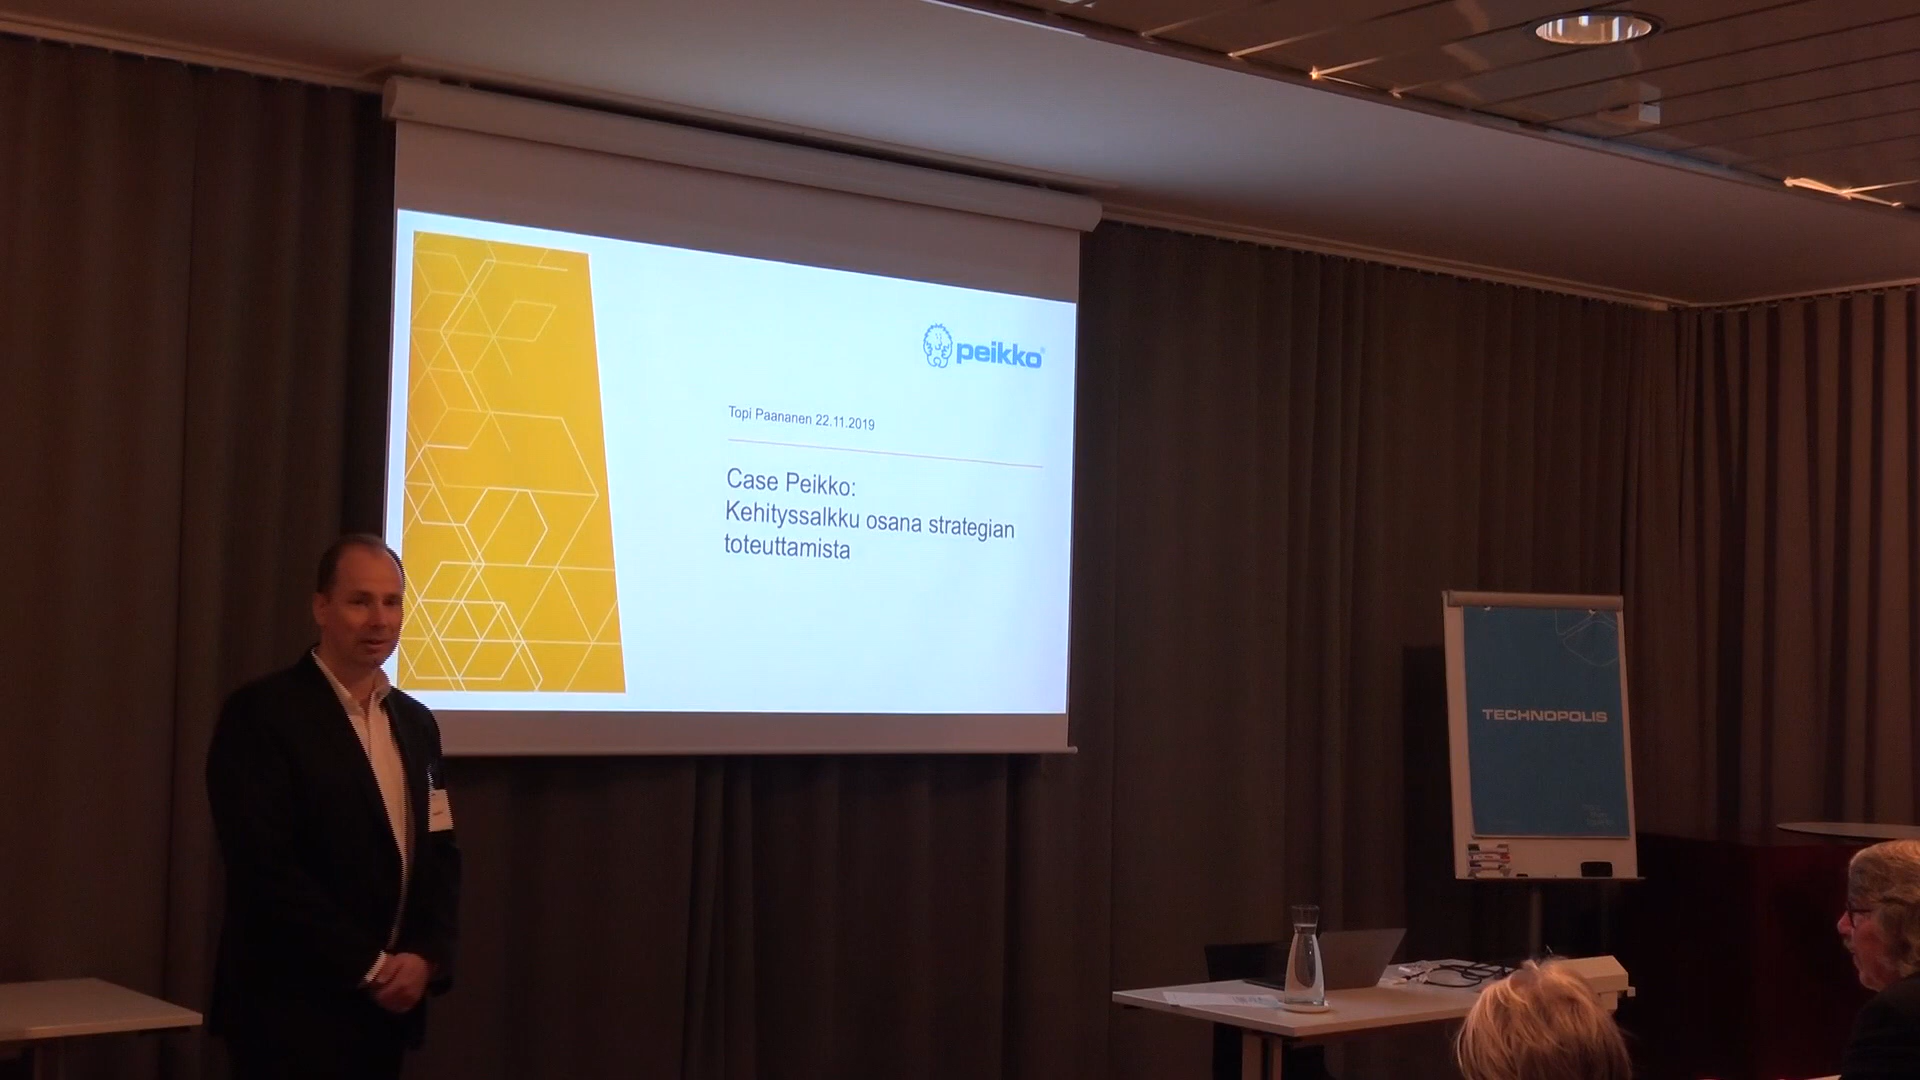 peikko
Topi Paananen 22.11.2019
Case Peikko:
Kehityssalkku osana strategian
toteuttamista
TECHNOPOLIS